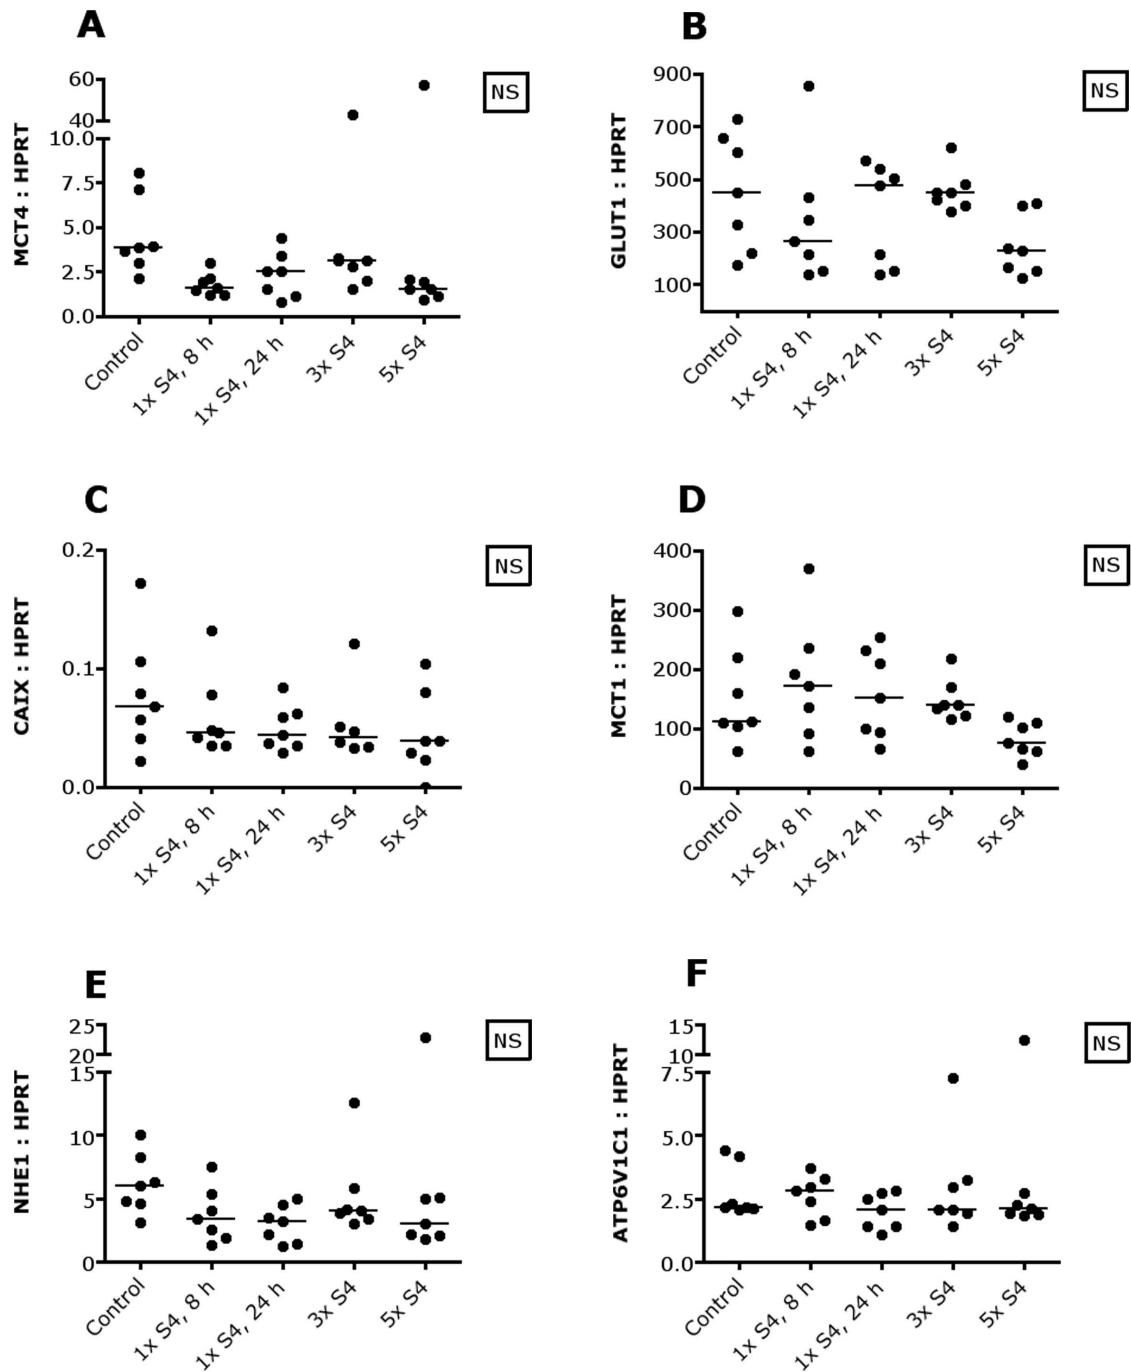 A
MCT4 : HPRT
60
40
10.0
7.5
5.0
2.5
0.0
NS
Control
1x S4, 8 h
1x S4, 24 h
3x S4
5x S4
B
GLUT1 : HPRT
900
700
500
300
100
NS
Control
1x S4, 8 h
1x S4, 24 h
3x S4
5x S4
C
CAIX : HPRT
0.2
0.1
0.0
NS
Control
1x S4, 8 h
1x S4, 24 h
3x S4
5x S4
D
MCT1 : HPRT
400
300
200
100
0
NS
Control
1x S4, 8 h
1x S4, 24 h
3x S4
5x S4
E
NHE1 : HPRT
25
20
15
10
5
0
NS
Control
1x S4, 8 h
1x S4, 24 h
3x S4
5x S4
F
ATP6V1C1 : HPRT
15
10
7.5
5.0
2.5
0.0
NS
Control
1x S4, 8 h
1x S4, 24 h
3x S4
5x S4